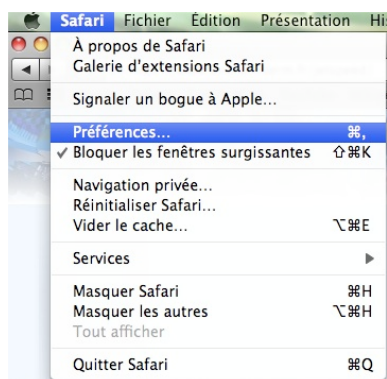 Safari Fichier Édition Présentation
À propos de Safari
Galerie d'extensions Safari
Signaler un bogue à Apple...
Préférences... ⌘,
✓ Bloquer les fenêtres surgissantes ⇧⌘K
Navigation privée...
Réinitialiser Safari...
Vider le cache... ⌥⌘E
Services ▶
Masquer Safari ⌘H
Masquer les autres ⌥⌘H
Tout afficher
Quitter Safari ⌘Q